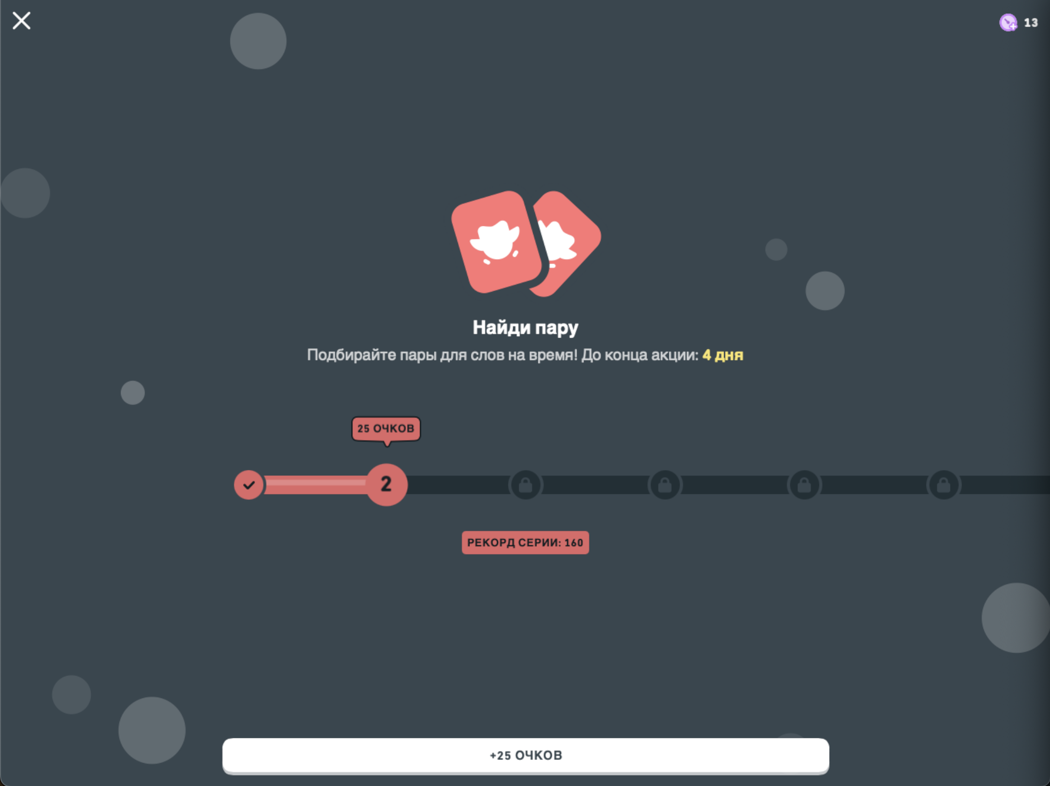 13
Найди пару
Подбирайте пары для слов на время! До конца акции: 4 дня
25 ОЧКОВ
2
РЕКОРД СЕРИИ: 160
+25 ОЧКОВ